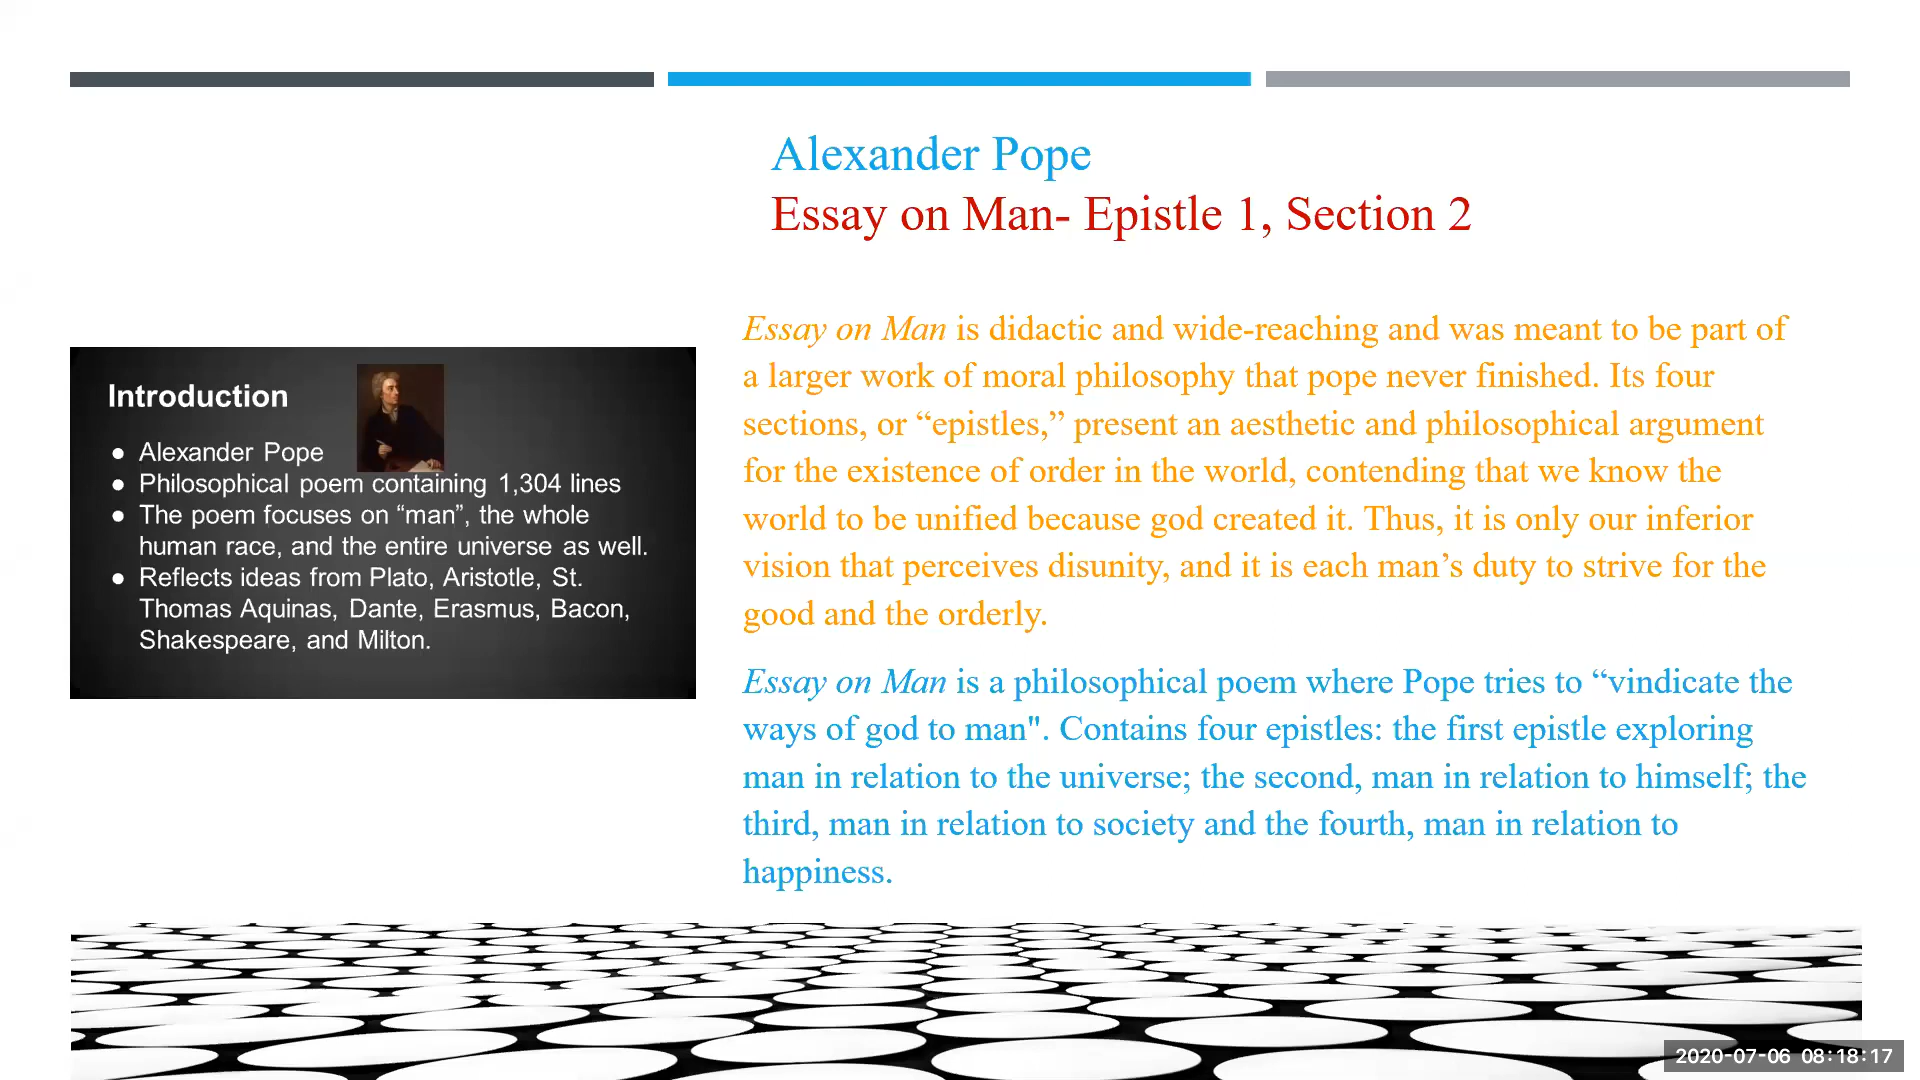 Alexander Pope
Essay on Man- Epistle 1, Section 2
Introduction
● Alexander Pope
● Philosophical poem containing 1,304 lines
● The poem focuses on “man”, the whole
human race, and the entire universe as well.
● Reflects ideas from Plato, Aristotle, St.
Thomas Aquinas, Dante, Erasmus, Bacon,
Shakespeare, and Milton.
Essay on Man is didactic and wide-reaching and was meant to be part of
a larger work of moral philosophy that pope never finished. Its four
sections, or “epistles,” present an aesthetic and philosophical argument
for the existence of order in the world, contending that we know the
world to be unified because god created it. Thus, it is only our inferior
vision that perceives disunity, and it is each man’s duty to strive for the
good and the orderly.
Essay on Man is a philosophical poem where Pope tries to “vindicate the
ways of god to man". Contains four epistles: the first epistle exploring
man in relation to the universe; the second, man in relation to himself; the
third, man in relation to society and the fourth, man in relation to
happiness.
2020-07-06 08:18:17